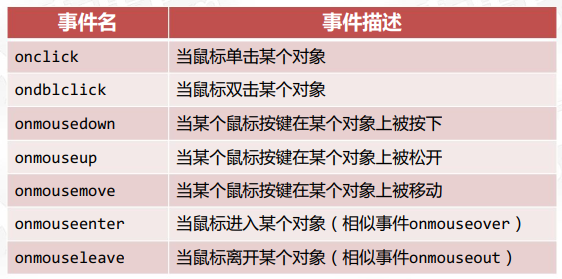 事件名 事件描述
onclick 当鼠标单击某个对象
ondblclick 当鼠标双击某个对象
onmousedown 当某个鼠标按键在某个对象上被按下
onmouseup 当某个鼠标按键在某个对象上被松开
onmousemove 当某个鼠标按键在某个对象上被移动
onmouseenter 当鼠标进入某个对象（相似事件onmouseover）
onmouseleave 当鼠标离开某个对象（相似事件onmouseout）